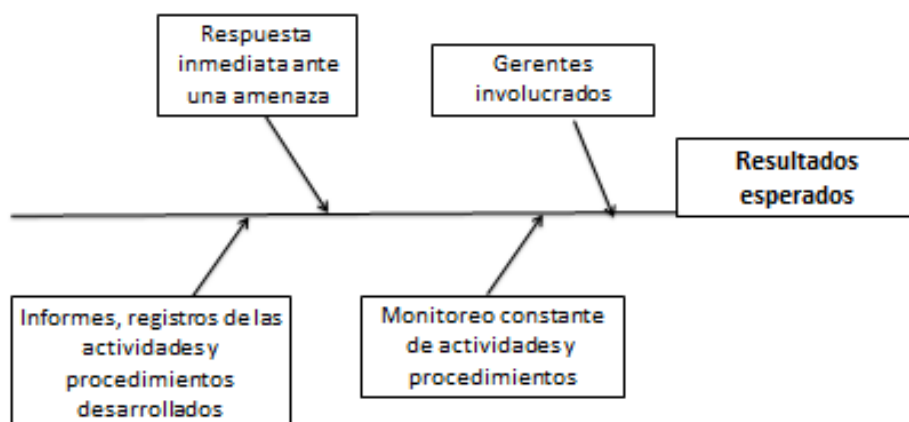 Respuesta
inmediata ante
una amenaza
Gerentes
involucrados
Resultados
esperados
Informes, registros de las
actividades y
procedimientos
desarrollados
Monitoreo constante
de actividades y
procedimientos